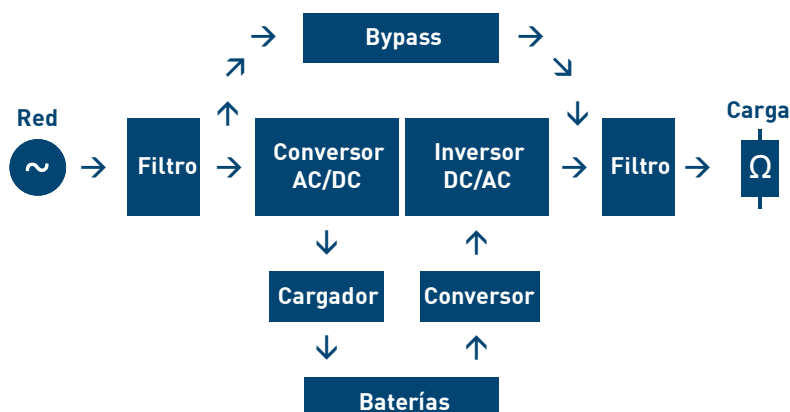 Bypass
Red
Carga
~
Filtro
Conversor
AC/DC
Inversor
DC/AC
Filtro
Ω
Cargador
Conversor
Baterías